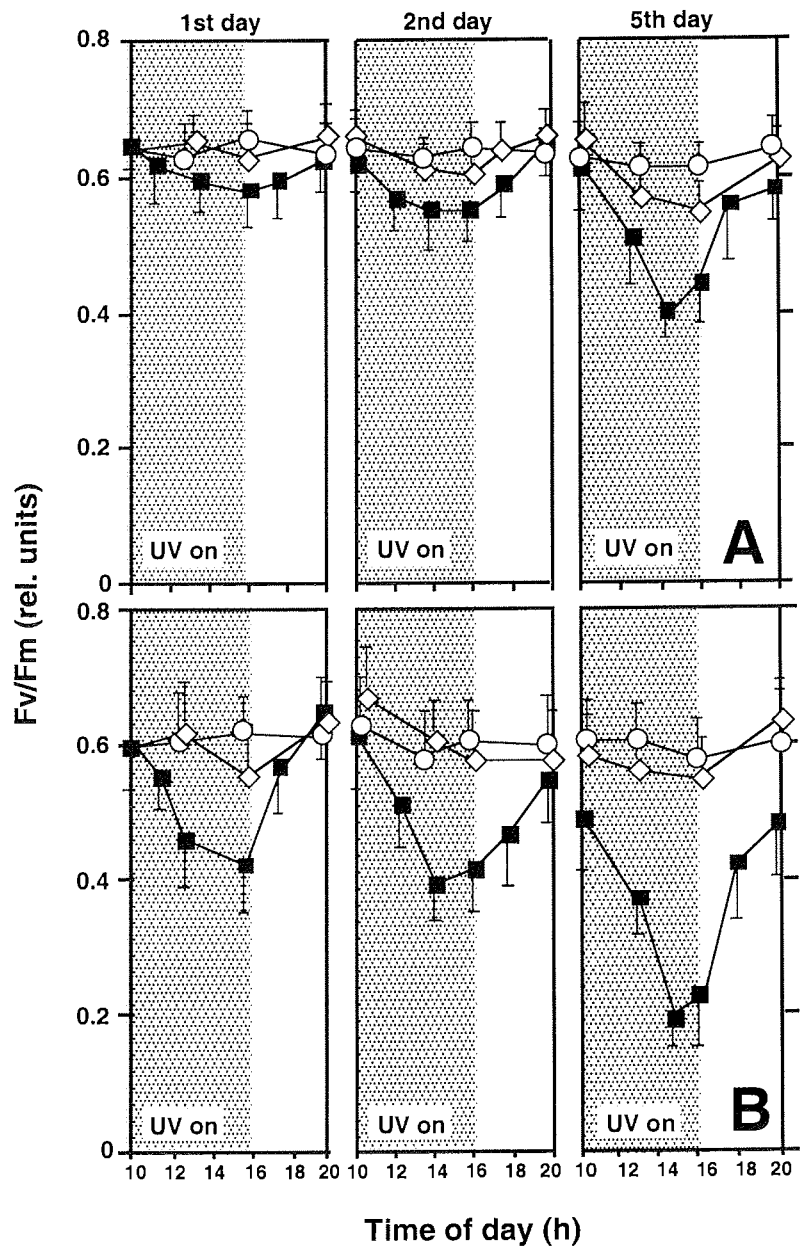 1st day 2nd day 5th day
0.8
0.6
0.4
0.2
0
UV on UV on UV on
A
0.8
0.6
0.4
0.2
0
UV on UV on UV on
B
10 12 14 16 18 20 10 12 14 16 18 20 10 12 14 16 18 20
Fv/Fm (rel. units)
Time of day (h)